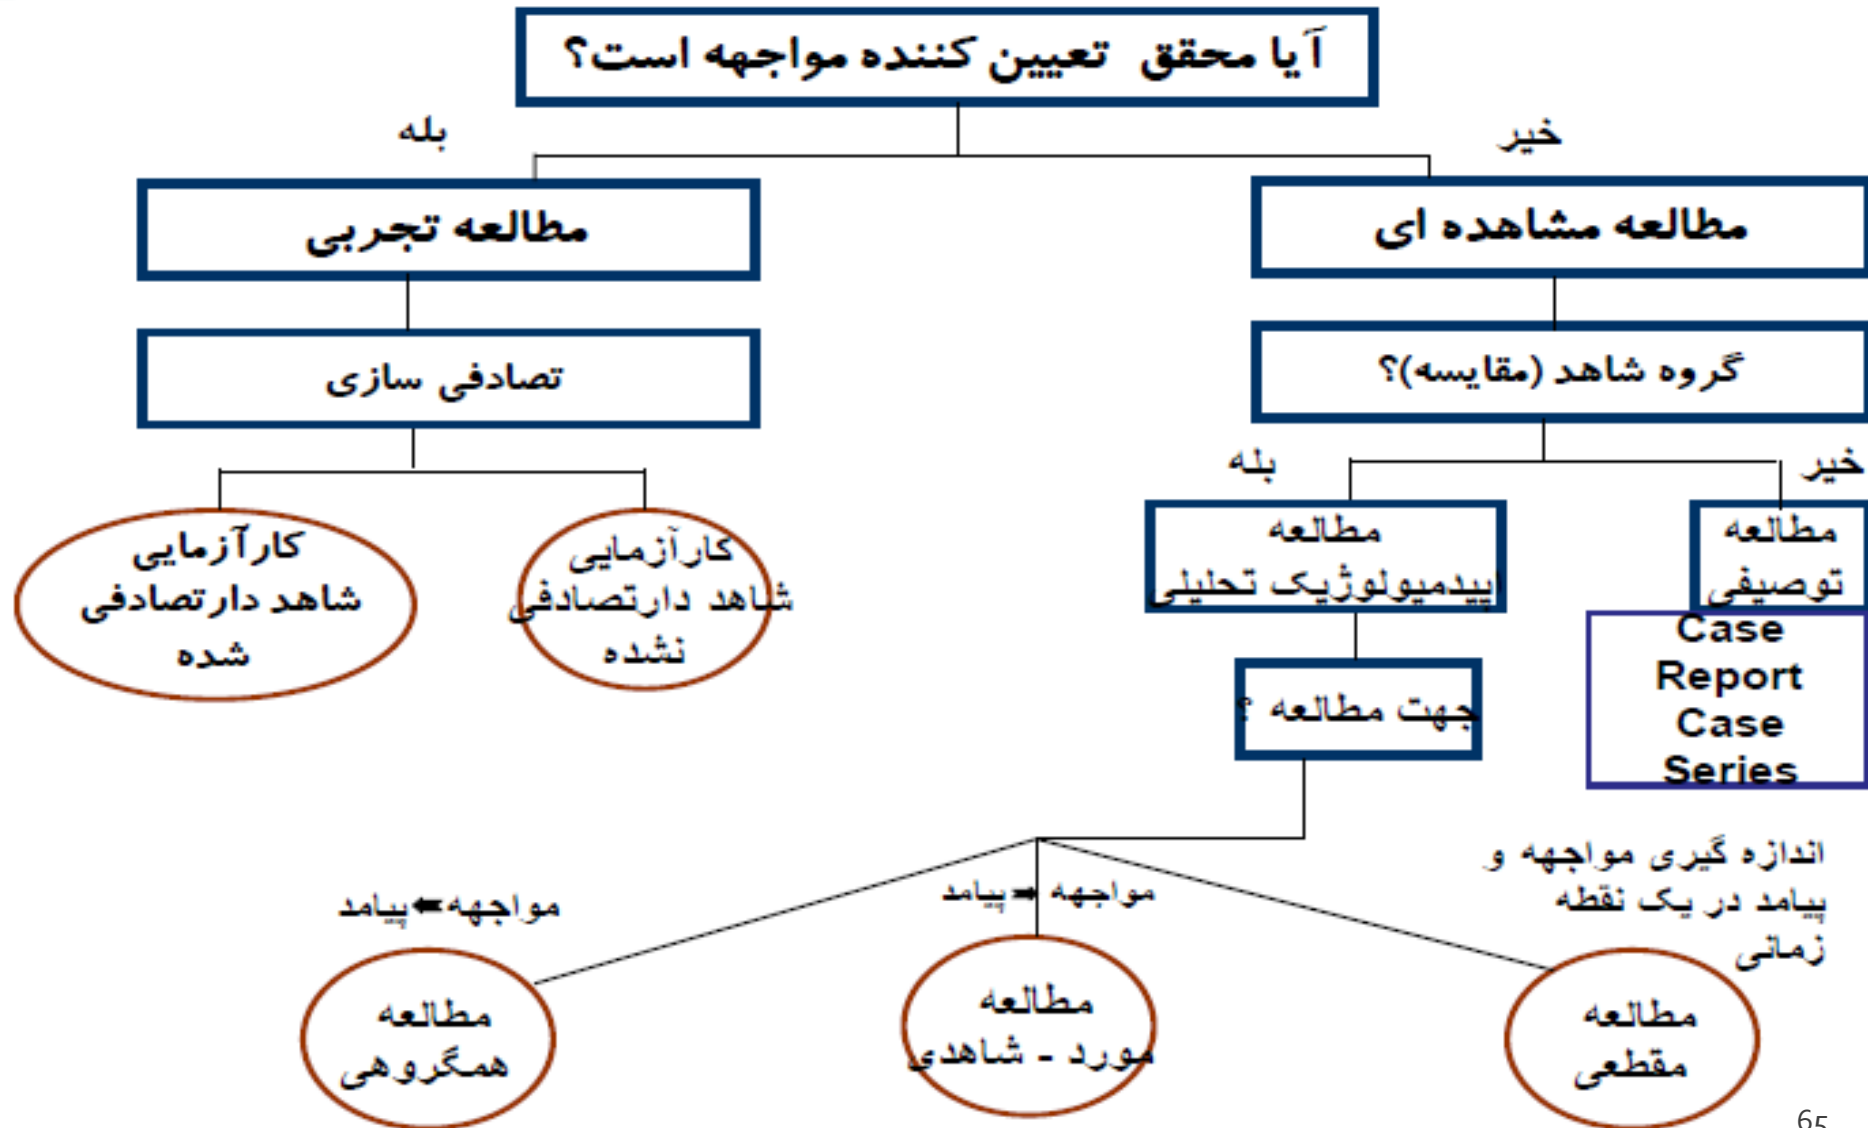 آیا محقق تعیین کننده مواجهه است؟
خیر
بله
مطالعه مشاهده ای
مطالعه تجربی
گروه شاهد (مقایسه)؟
تصادفی سازی
خیر
بله
مطالعه
توصیفی
مطالعه
اپیدمیولوژیک تحلیلی
کارآزمایی
شاهد دارتصادفی
نشده
کارآزمایی
شاهد دارتصادفی
شده
Case
Report
Case
Series
جهت مطالعه ؟
اندازه گیری مواجهه و
پیامد در یک نقطه
زمانی
مواجهه ➡ پیامد
مواجهه⬅پیامد
مطالعه
مقطعی
مطالعه
مورد - شاهدی
مطالعه
همگروهی
65